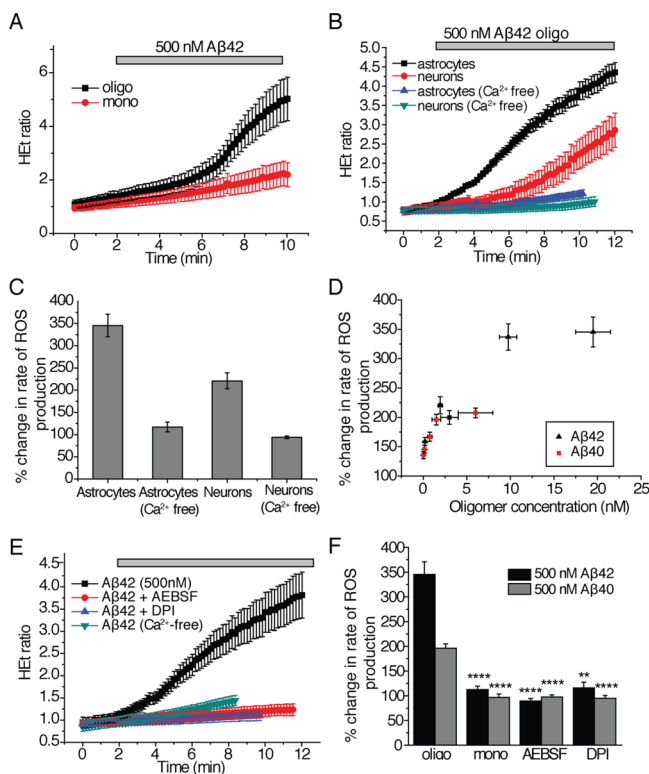 A
500 nM Aβ42
oligo
mono
HEt ratio
6
4
2
0
0 2 4 6 8 10
Time (min)
B
500 nM Aβ42 oligo
astrocytes
neurons
astrocytes (Ca²⁺ free)
neurons (Ca²⁺ free)
HEt ratio
5.0
4.5
4.0
3.5
3.0
2.5
2.0
1.5
1.0
0.5
0 2 4 6 8 10 12
Time (min)
C
% change in rate of ROS
production
400
350
300
250
200
150
100
50
0
Astrocytes
Astrocytes
(Ca²⁺ free)
Neurons
Neurons
(Ca²⁺ free)
D
% change in rate of ROS
production
400
350
300
250
200
150
100
Aβ42
Aβ40
0 5 10 15 20 25
Oligomer concentration (nM)
E
Aβ42 (500nM)
Aβ42 + AEBSF
Aβ42 + DPI
Aβ42 (Ca²⁺-free)
HEt ratio
4.5
4.0
3.5
3.0
2.5
2.0
1.5
1.0
0.5
0 2 4 6 8 10 12
Time (min)
F
% change in rate of ROS
production
400
350
300
250
200
150
100
50
0
500 nM Aβ42
500 nM Aβ40
**** **** **** **** ** ****
oligo mono AEBSF DPI